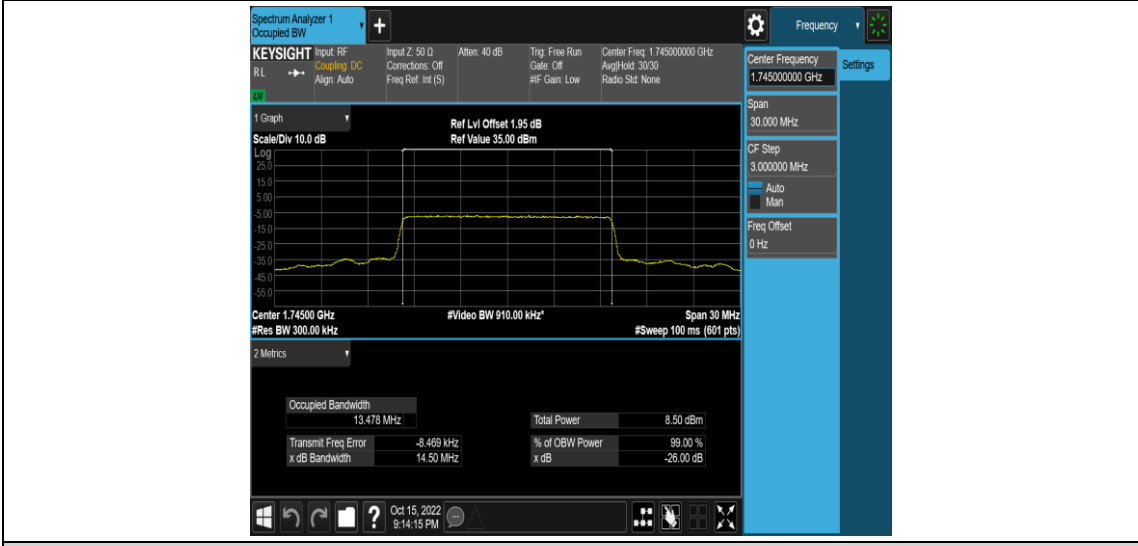 Spectrum Analyzer 1
Occupied BW
Frequency
KEYSIGHT
R L
LM
Input: RF
Coupling: DC
Align: Auto
Input Z: 50 Ω
Corrections: Off
Freq Ref: Int (S)
Atten: 40 dB
Trig: Free Run
Gate: Off
#IF Gain: Low
Center Freq: 1.745000000 GHz
Avg|Hold: 30/30
Radio Std: None
Center Frequency
1.745000000 GHz
Settings
Span
30.000 MHz
CF Step
3.000000 MHz
Auto
Man
Freq Offset
0 Hz
1 Graph
Scale/Div 10.0 dB
Ref Lvl Offset 1.95 dB
Ref Value 35.00 dBm
Log
25.0
15.0
5.00
-5.00
-15.0
-25.0
-35.0
-45.0
-55.0
Center 1.74500 GHz
#Video BW 910.00 kHz*
Span 30 MHz
#Res BW 300.00 kHz
#Sweep 100 ms (601 pts)
2 Metrics
Occupied Bandwidth
13.478 MHz
Total Power 8.50 dBm
Transmit Freq Error -8.469 kHz
% of OBW Power 99.00 %
x dB Bandwidth 14.50 MHz
x dB -26.00 dB
?
Oct 15, 2022
9:14:15 PM